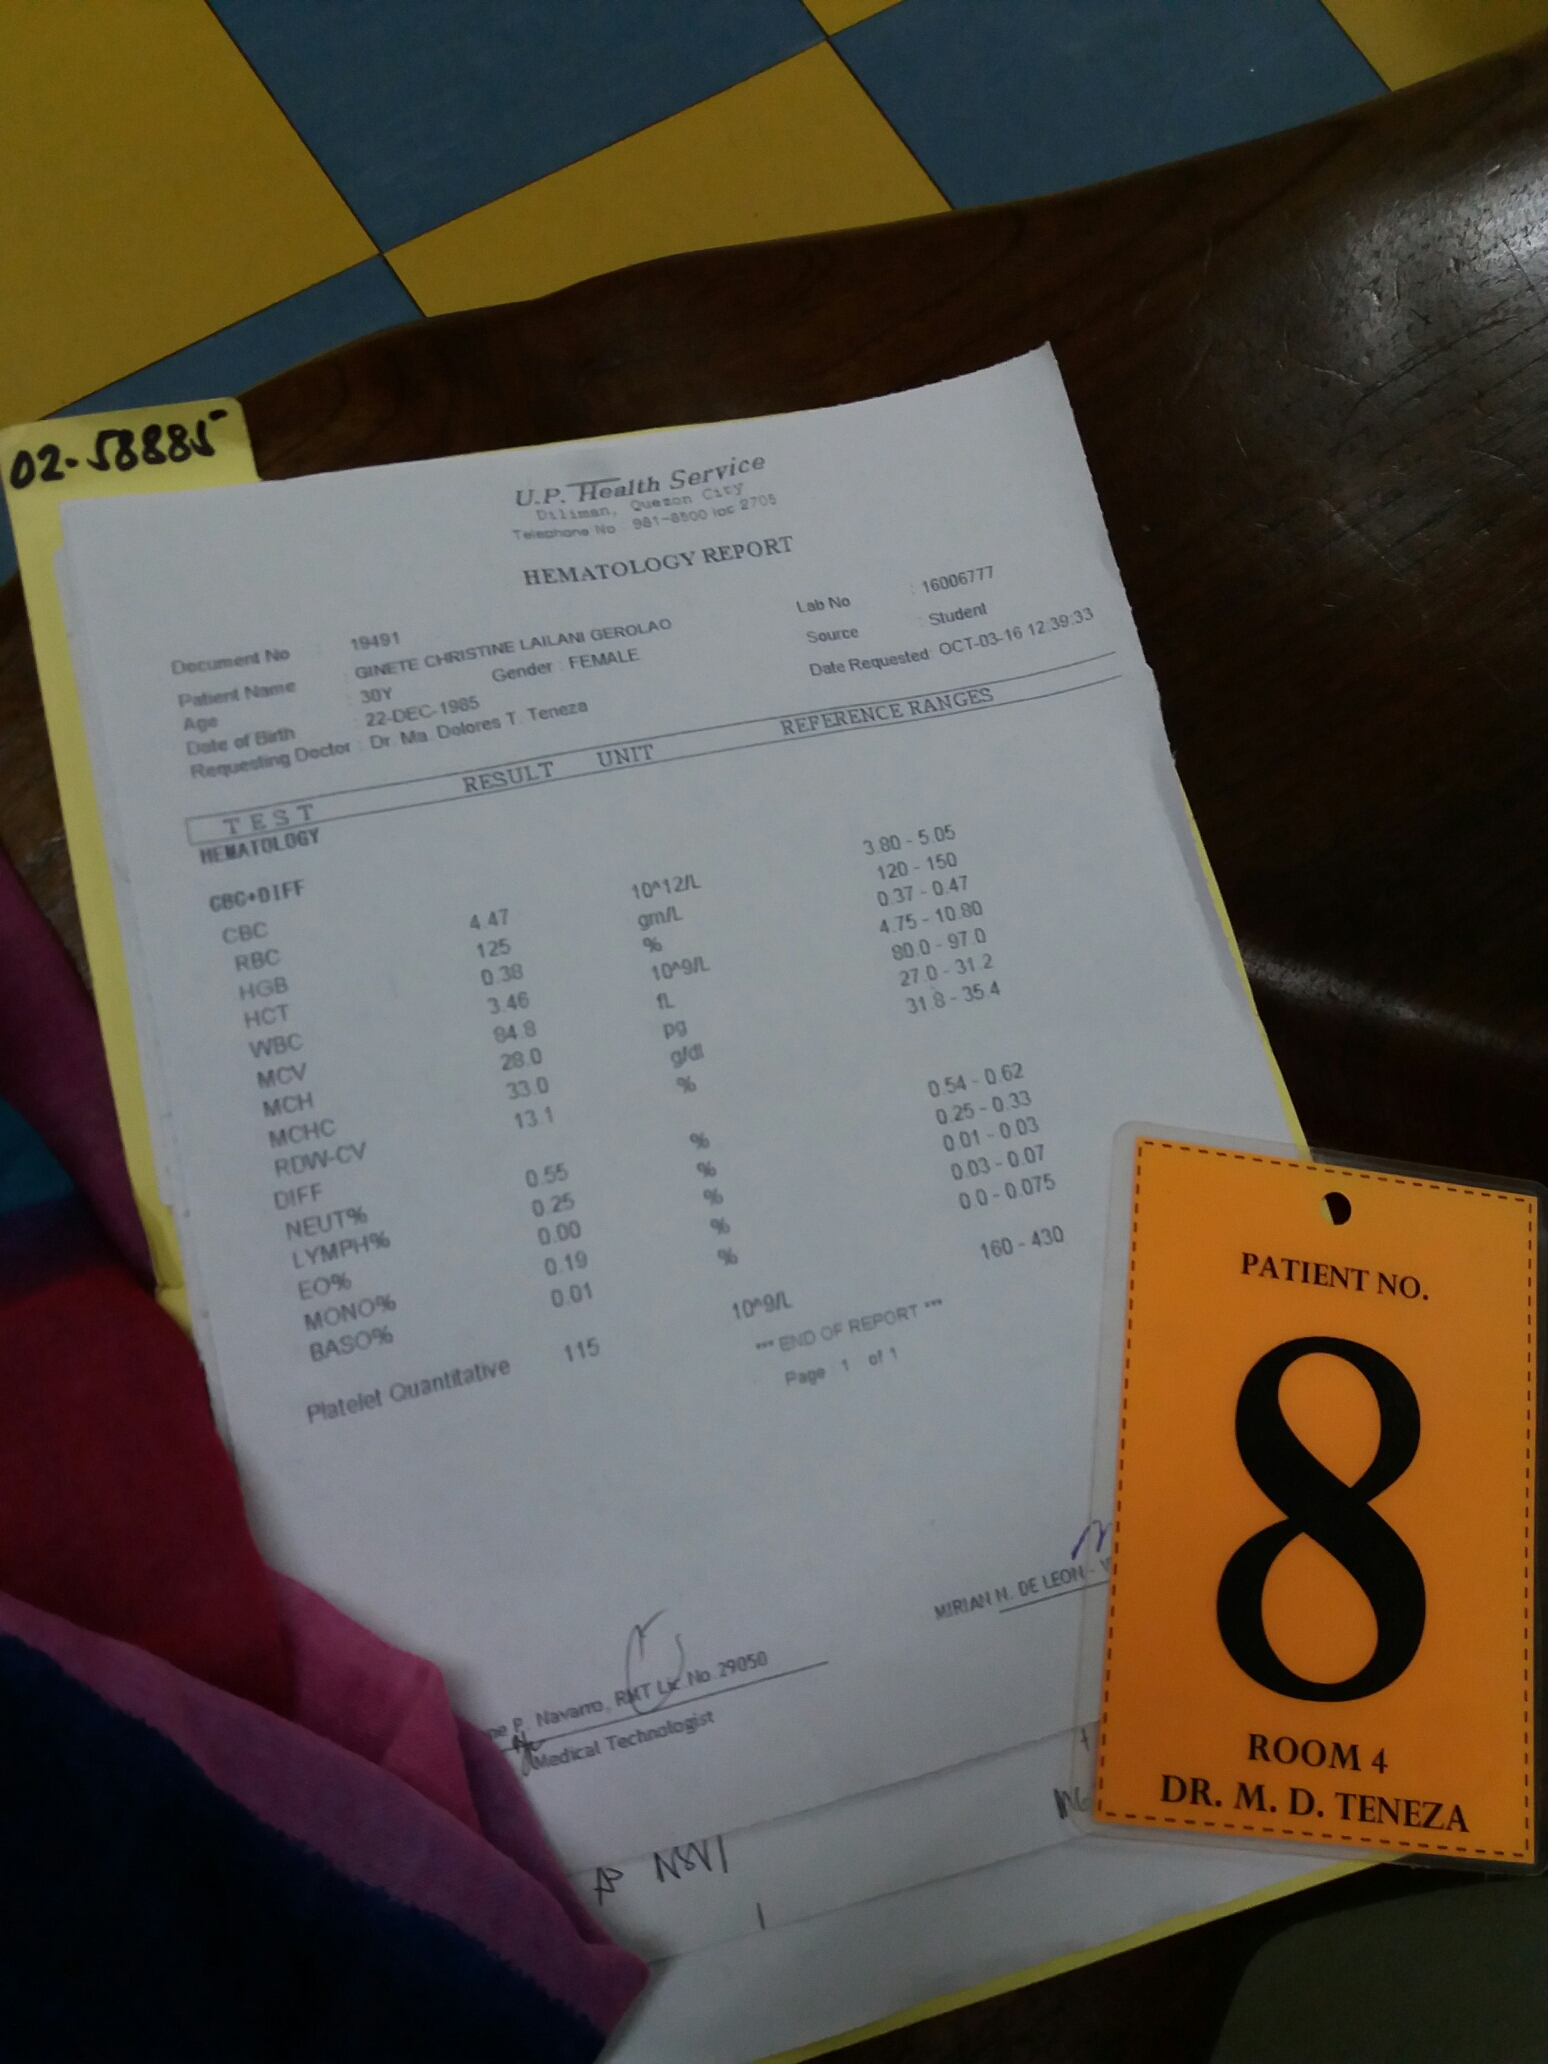 02-58885
U.P. Health Service
Diliman, Quezon City
Telephone No 981-8500 loc 2705
HEMATOLOGY REPORT
Document No 19491 Lab No : 16006777
Patient Name : GINETE CHRISTINE LAILANI GEROLAO Source : Student
Age : 30Y Gender : FEMALE Date Requested: OCT-03-16 12:39:33
Date of Birth : 22-DEC-1985
Requesting Doctor : Dr. Ma. Dolores T. Teneza
TEST RESULT UNIT REFERENCE RANGES
HEMATOLOGY
CBC+DIFF
CBC
RBC 4.47 10^12/L 3.80 - 5.05
HGB 125 gm/L 120 - 150
HCT 0.38 % 0.37 - 0.47
WBC 3.46 10^9/L 4.75 - 10.80
MCV 84.8 fL 80.0 - 97.0
MCH 28.0 pg 27.0 - 31.2
MCHC 33.0 g/dl 31.8 - 35.4
RDW-CV 13.1 %
DIFF
NEUT% 0.55 % 0.54 - 0.62
LYMPH% 0.25 % 0.25 - 0.33
EO% 0.00 % 0.01 - 0.03
MONO% 0.19 % 0.03 - 0.07
BASO% 0.01 % 0.0 - 0.075
Platelet Quantitative 115 10^9/L 160 - 430
*** END OF REPORT ***
Page 1 of 1
MIRIAN N. DE LEON -
P. Navarro, RMT Lic No 29050
Medical Technologist
PATIENT NO.
8
ROOM 4
DR. M. D. TENEZA